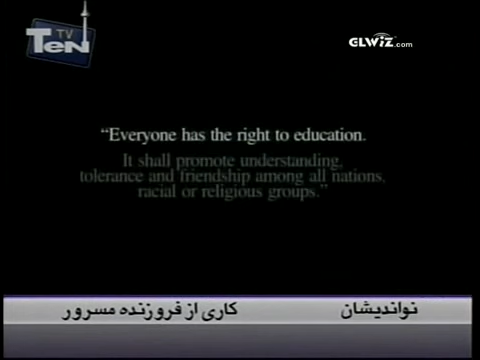 TV
TEN
GLWiZ.com
“Everyone has the right to education.
It shall promote understanding,
tolerance and friendship among all nations,
racial or religious groups.”
نواندیشان
کاری از فروزنده مسرور